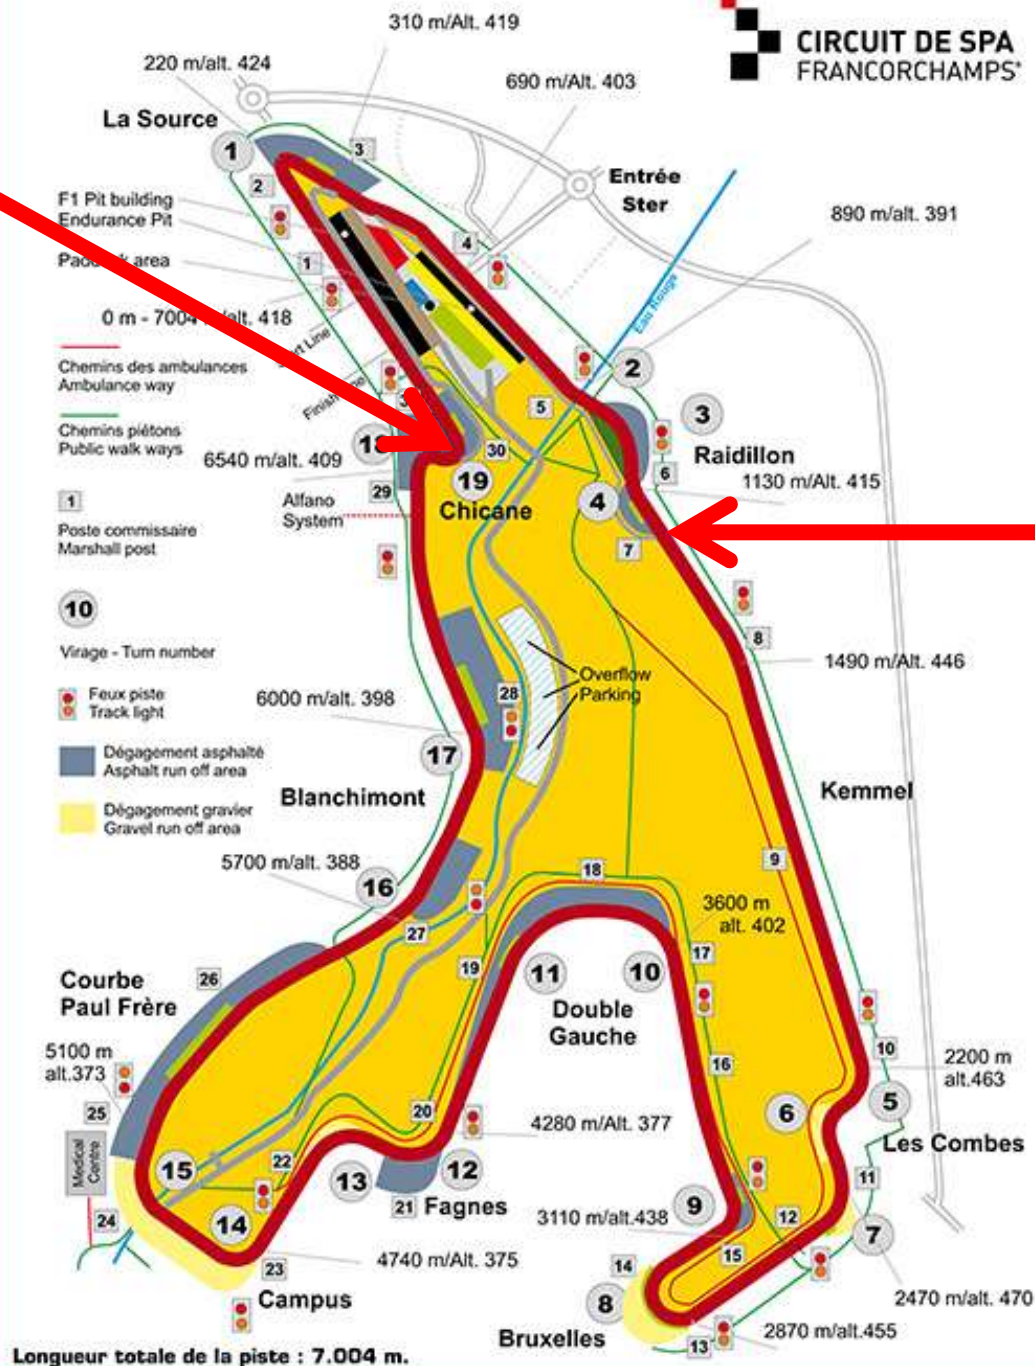 310 m/Alt. 419
CIRCUIT DE SPA
FRANCORCHAMPS
220 m/alt. 424
690 m/Alt. 403
La Source
1
3
2
Entrée
Ster
F1 Pit building
Endurance Pit
890 m/alt. 391
4
1
area
0 m - 7004
alt. 418
Eau Rouge
Line
Chemins des ambulances
Ambulance way
2
5
3
Chemins piétons
Public walk ways
30
6
Raidillon
6540 m/alt. 409
1130 m/Alt. 415
29
19
4
Alfano
System
Chicane
1
Poste commissaire
Marshall post
7
10
8
Virage - Turn number
1490 m/Alt. 446
Overflow
Parking
Feux piste
Track light
6000 m/alt. 398
28
17
Dégagement asphalté
Asphalt run off area
Blanchimont
Kemmel
Dégagement gravier
Gravel run off area
5700 m/alt. 388
9
18
16
3600 m
alt. 402
27
17
19
26
11
10
Courbe
Paul Frère
Double
Gauche
5100 m
alt.373
16
10
2200 m
alt.463
25
20
6
5
4280 m/Alt. 377
Les Combes
Medical
Centre
15
22
13
12
11
21
Fagnes
9
24
14
3110 m/alt.438
12
7
15
4740 m/Alt. 375
23
14
Campus
8
2470 m/alt. 470
Bruxelles
13
2870 m/alt.455
Longueur totale de la piste : 7.004 m.